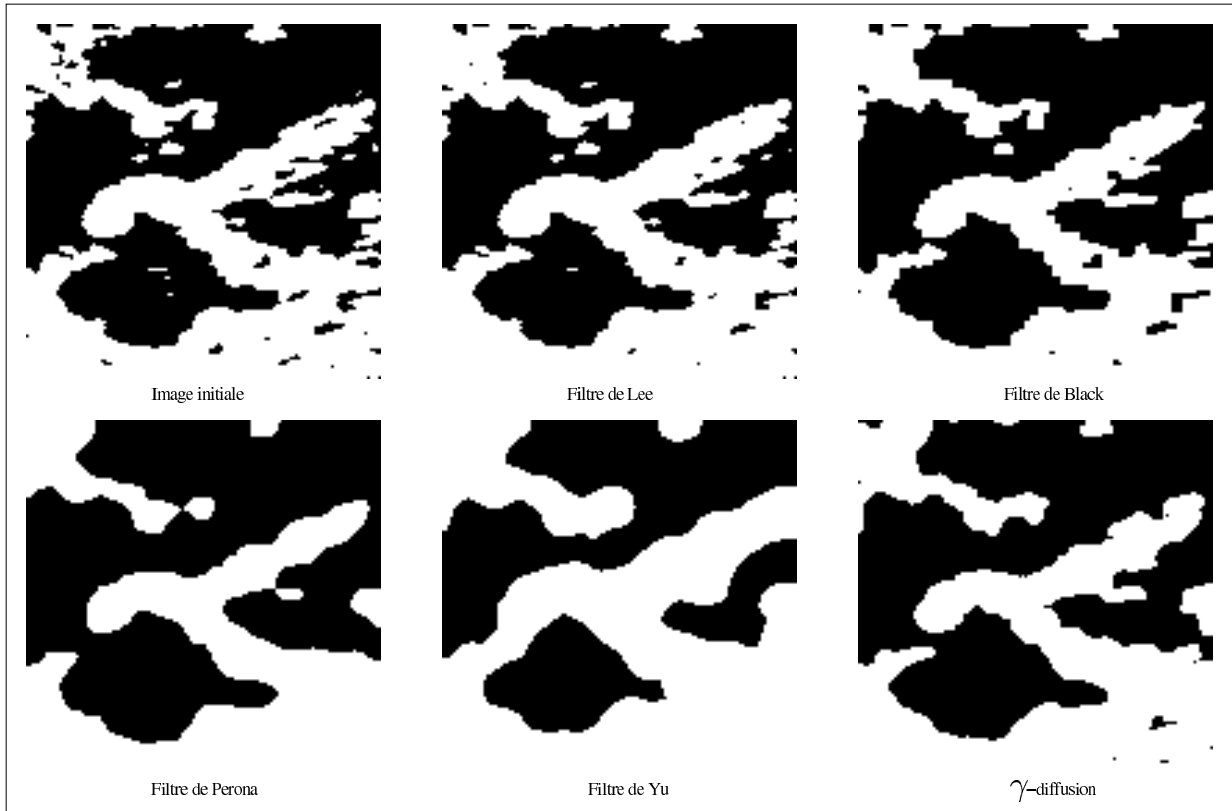 Image initiale
Filtre de Lee
Filtre de Black
Filtre de Perona
Filtre de Yu
γ-diffusion